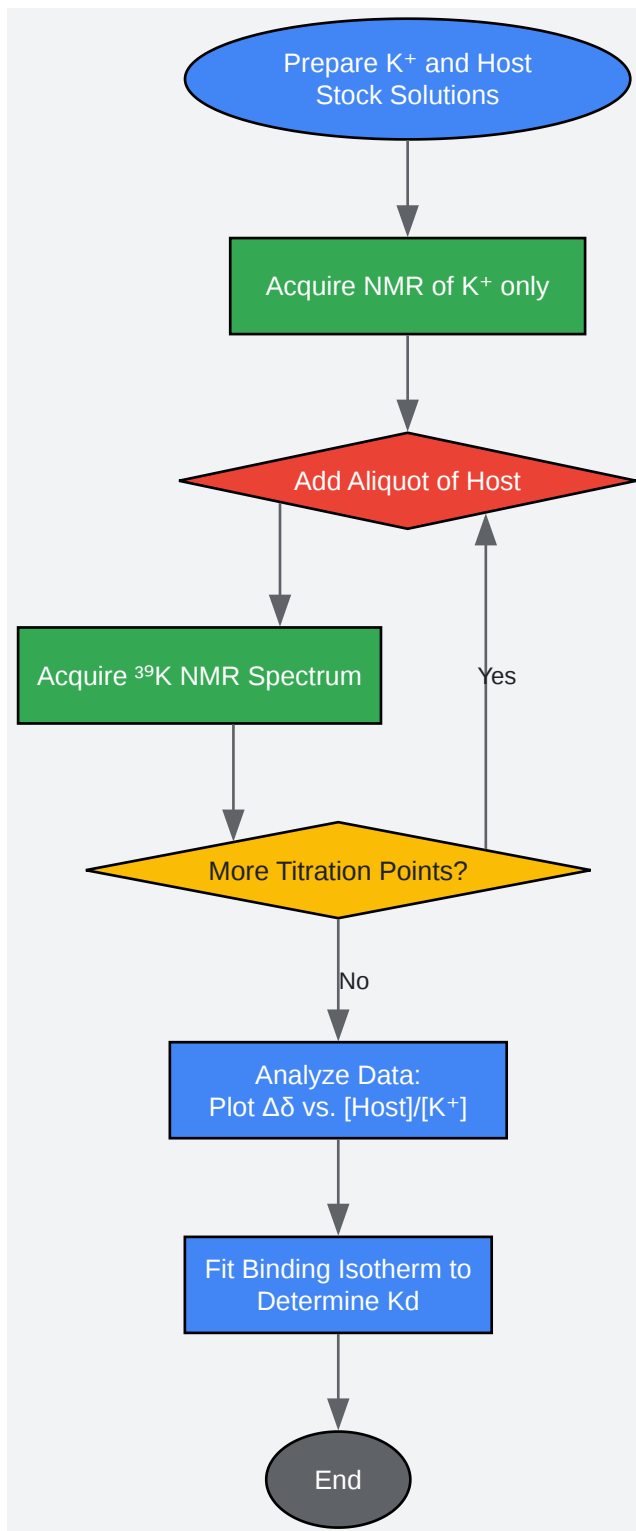 Prepare K⁺ and Host
Stock Solutions
Acquire NMR of K⁺ only
Add Aliquot of Host
Acquire ³⁹K NMR Spectrum
Yes
More Titration Points?
No
Analyze Data:
Plot Δδ vs. [Host]/[K⁺]
Fit Binding Isotherm to
Determine Kd
End